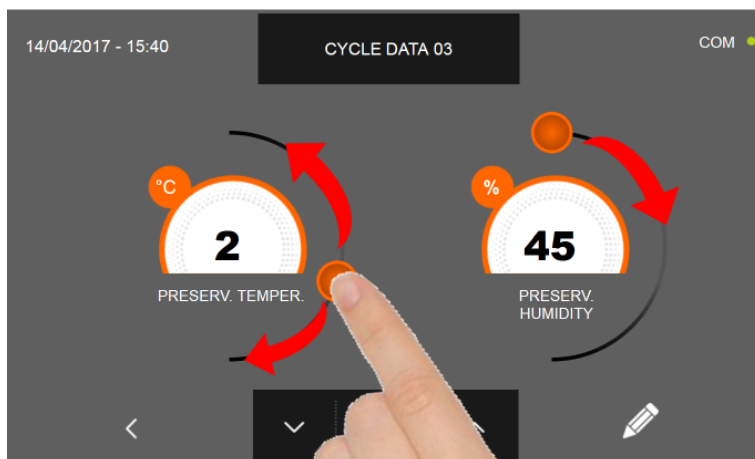 14/04/2017 - 15:40
CYCLE DATA 03
COM
°C
2
PRESERV. TEMPER.
%
45
PRESERV.
HUMIDITY